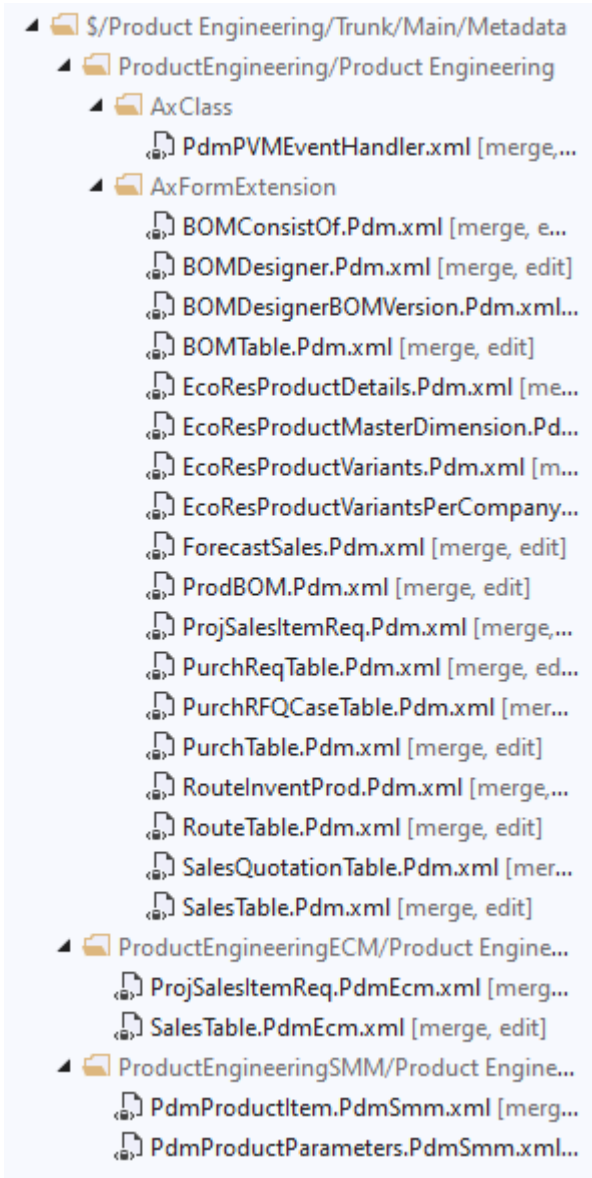 $/Product Engineering/Trunk/Main/Metadata
ProductEngineering/Product Engineering
AxClass
PdmPVMEventHandler.xml [merge,...
AxFormExtension
BOMConsistOf.Pdm.xml [merge, e...
BOMDesigner.Pdm.xml [merge, edit]
BOMDesignerBOMVersion.Pdm.xml...
BOMTable.Pdm.xml [merge, edit]
EcoResProductDetails.Pdm.xml [me...
EcoResProductMasterDimension.Pd...
EcoResProductVariants.Pdm.xml [m...
EcoResProductVariantsPerCompany...
ForecastSales.Pdm.xml [merge, edit]
ProdBOM.Pdm.xml [merge, edit]
ProjSalesItemReq.Pdm.xml [merge,...
PurchReqTable.Pdm.xml [merge, ed...
PurchRFQCaseTable.Pdm.xml [mer...
PurchTable.Pdm.xml [merge, edit]
RouteInventProd.Pdm.xml [merge,...
RouteTable.Pdm.xml [merge, edit]
SalesQuotationTable.Pdm.xml [mer...
SalesTable.Pdm.xml [merge, edit]
ProductEngineeringECM/Product Engine...
ProjSalesItemReq.PdmEcm.xml [merg...
SalesTable.PdmEcm.xml [merge, edit]
ProductEngineeringSMM/Product Engine...
PdmProductItem.PdmSmm.xml [merg...
PdmProductParameters.PdmSmm.xml...